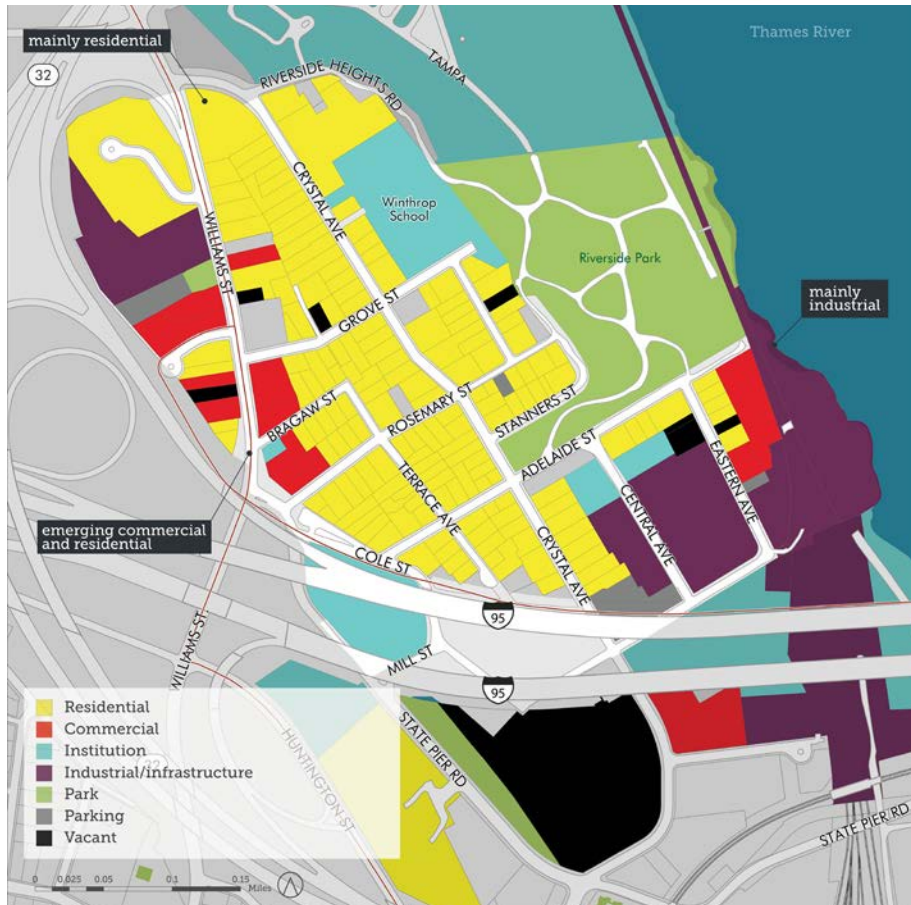 Thames River
mainly residential
32
RIVERSIDE HEIGHTS RD
TAMPA
CRYSTAL AVE
Winthrop
School
WILLIAMS ST
Riverside Park
mainly
industrial
GROVE ST
BRAGAW ST
ROSEMARY ST
STANNERS ST
ADELAIDE ST
TERRACE AVE
EASTERN AVE
CENTRAL AVE
CRYSTAL AVE
emerging commercial
and residential
COLE ST
95
WILLIAMS ST
MILL ST
95
Residential
Commercial
Institution
Industrial/infrastructure
Park
Parking
Vacant
32
HUNTINGTON ST
STATE PIER RD
STATE PIER RD
0 0.025 0.05 0.1 0.15
Miles